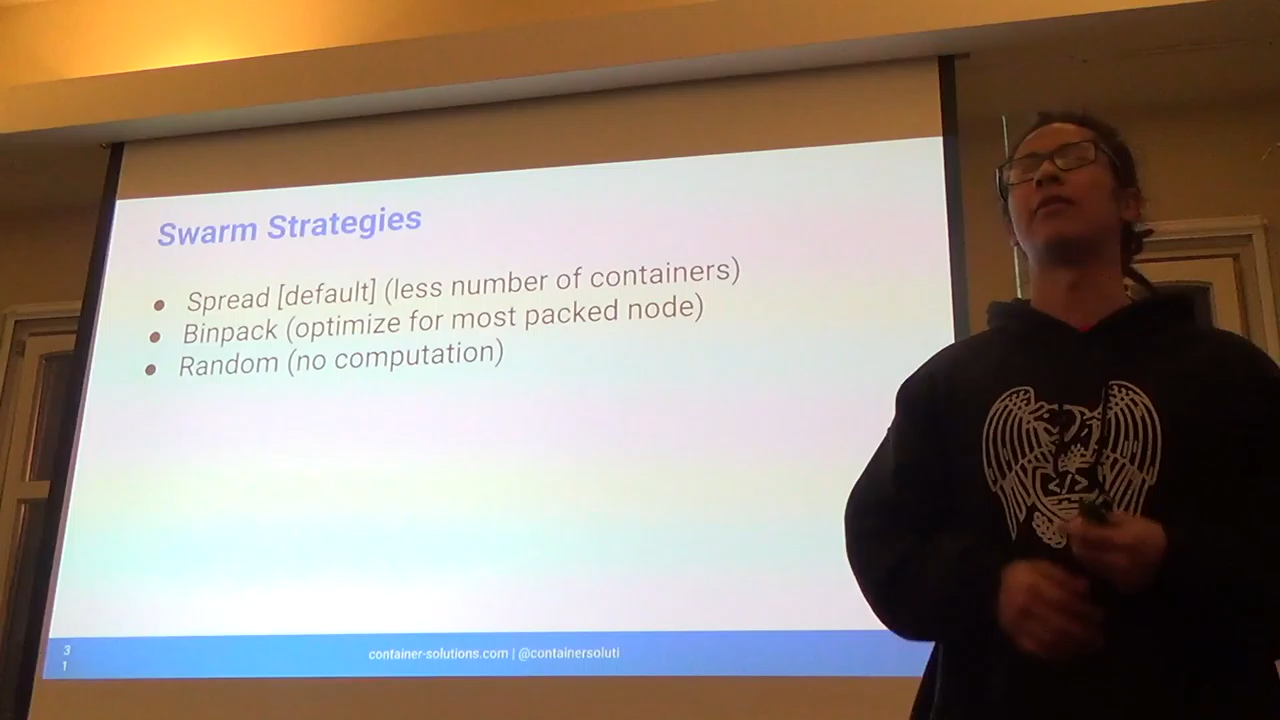 Swarm Strategies
● Spread [default] (less number of containers)
● Binpack (optimize for most packed node)
● Random (no computation)
3
1
container-solutions.com | @containersoluti
</>